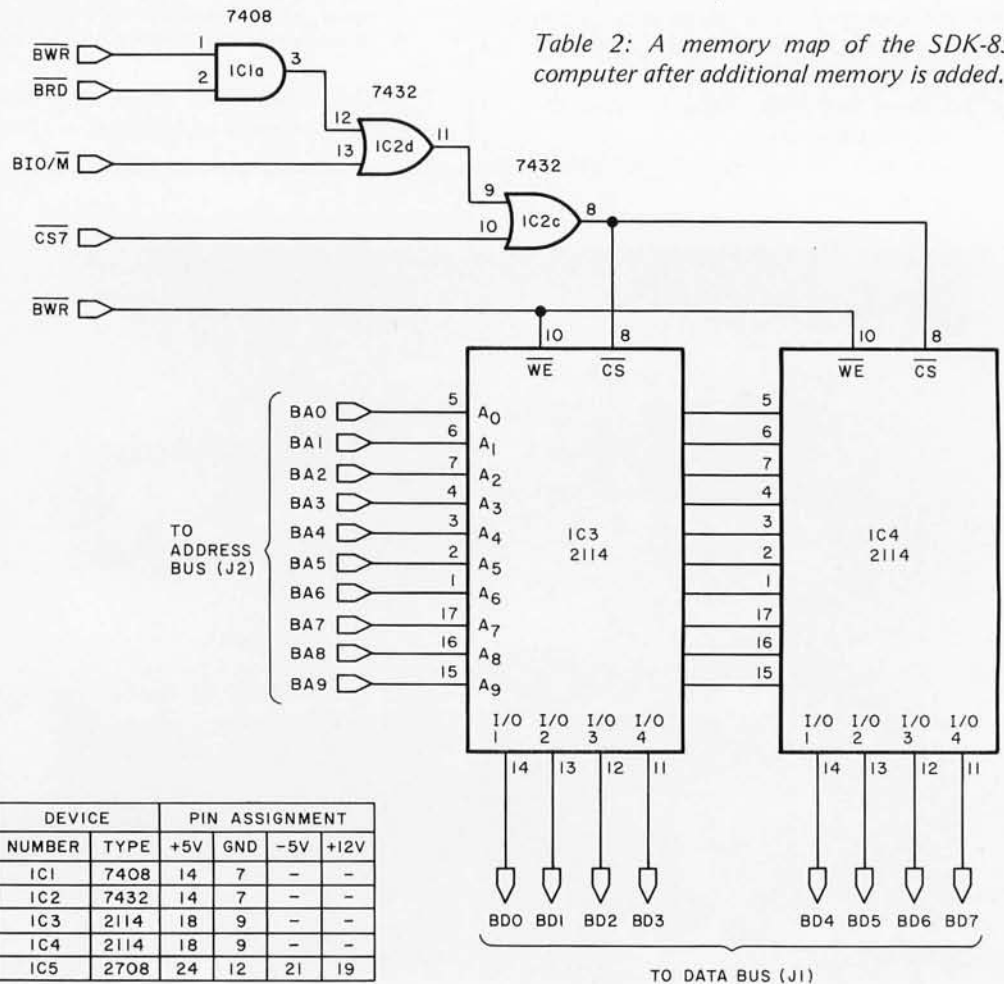 7408
Table 2: A memory map of the SDK-85
computer after additional memory is added.
BWR
1
IC1a
3
BRD
2
7432
12
IC2d
11
BIO/M
13
7432
9
IC2c
8
CS7
10
BWR
10 8 10 8
WE CS WE CS
BA0 5 A0 5
BA1 6 A1 6
BA2 7 A2 7
BA3 4 A3 4
BA4 3 A4 3
BA5 2 A5 2
BA6 1 A6 1
BA7 17 A7 17
BA8 16 A8 16
BA9 15 A9 15
TO
ADDRESS
BUS (J2)
IC3
2114
IC4
2114
I/O I/O I/O I/O I/O I/O I/O I/O
1 2 3 4 1 2 3 4
14 13 12 11 14 13 12 11
BD0 BD1 BD2 BD3 BD4 BD5 BD6 BD7
TO DATA BUS (J1)
DEVICE PIN ASSIGNMENT
NUMBER TYPE +5V GND -5V +12V
IC1 7408 14 7 - -
IC2 7432 14 7 - -
IC3 2114 18 9 - -
IC4 2114 18 9 - -
IC5 2708 24 12 21 19